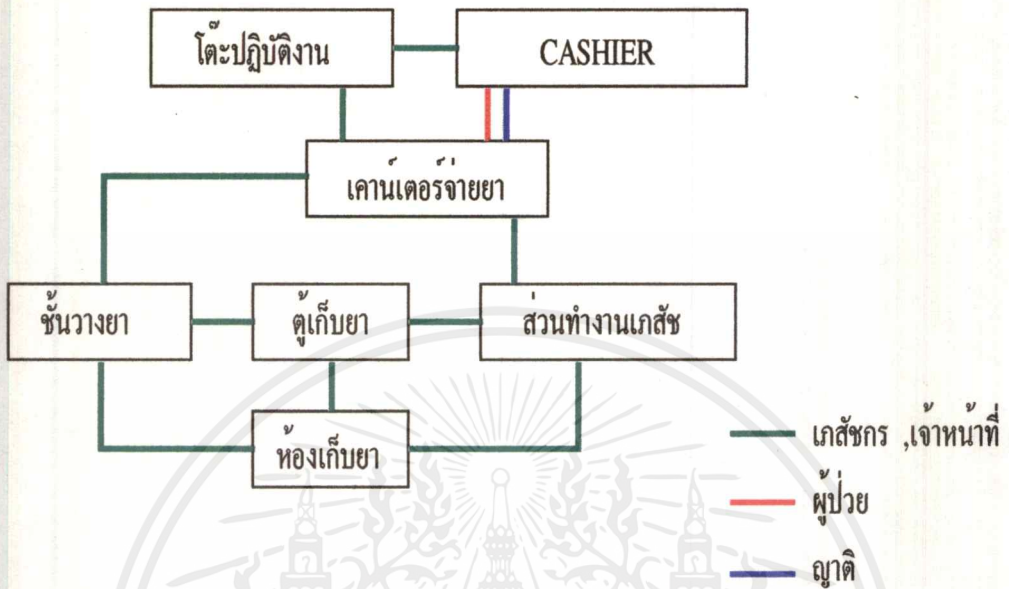 โต๊ะปฏิบัติงาน
CASHIER
เคาน์เตอร์จ่ายยา
ชั้นวางยา
ตู้เก็บยา
ส่วนทำงานเภสัช
ห้องเก็บยา
เภสัชกร ,เจ้าหน้าที่
ผู้ป่วย
ญาติ